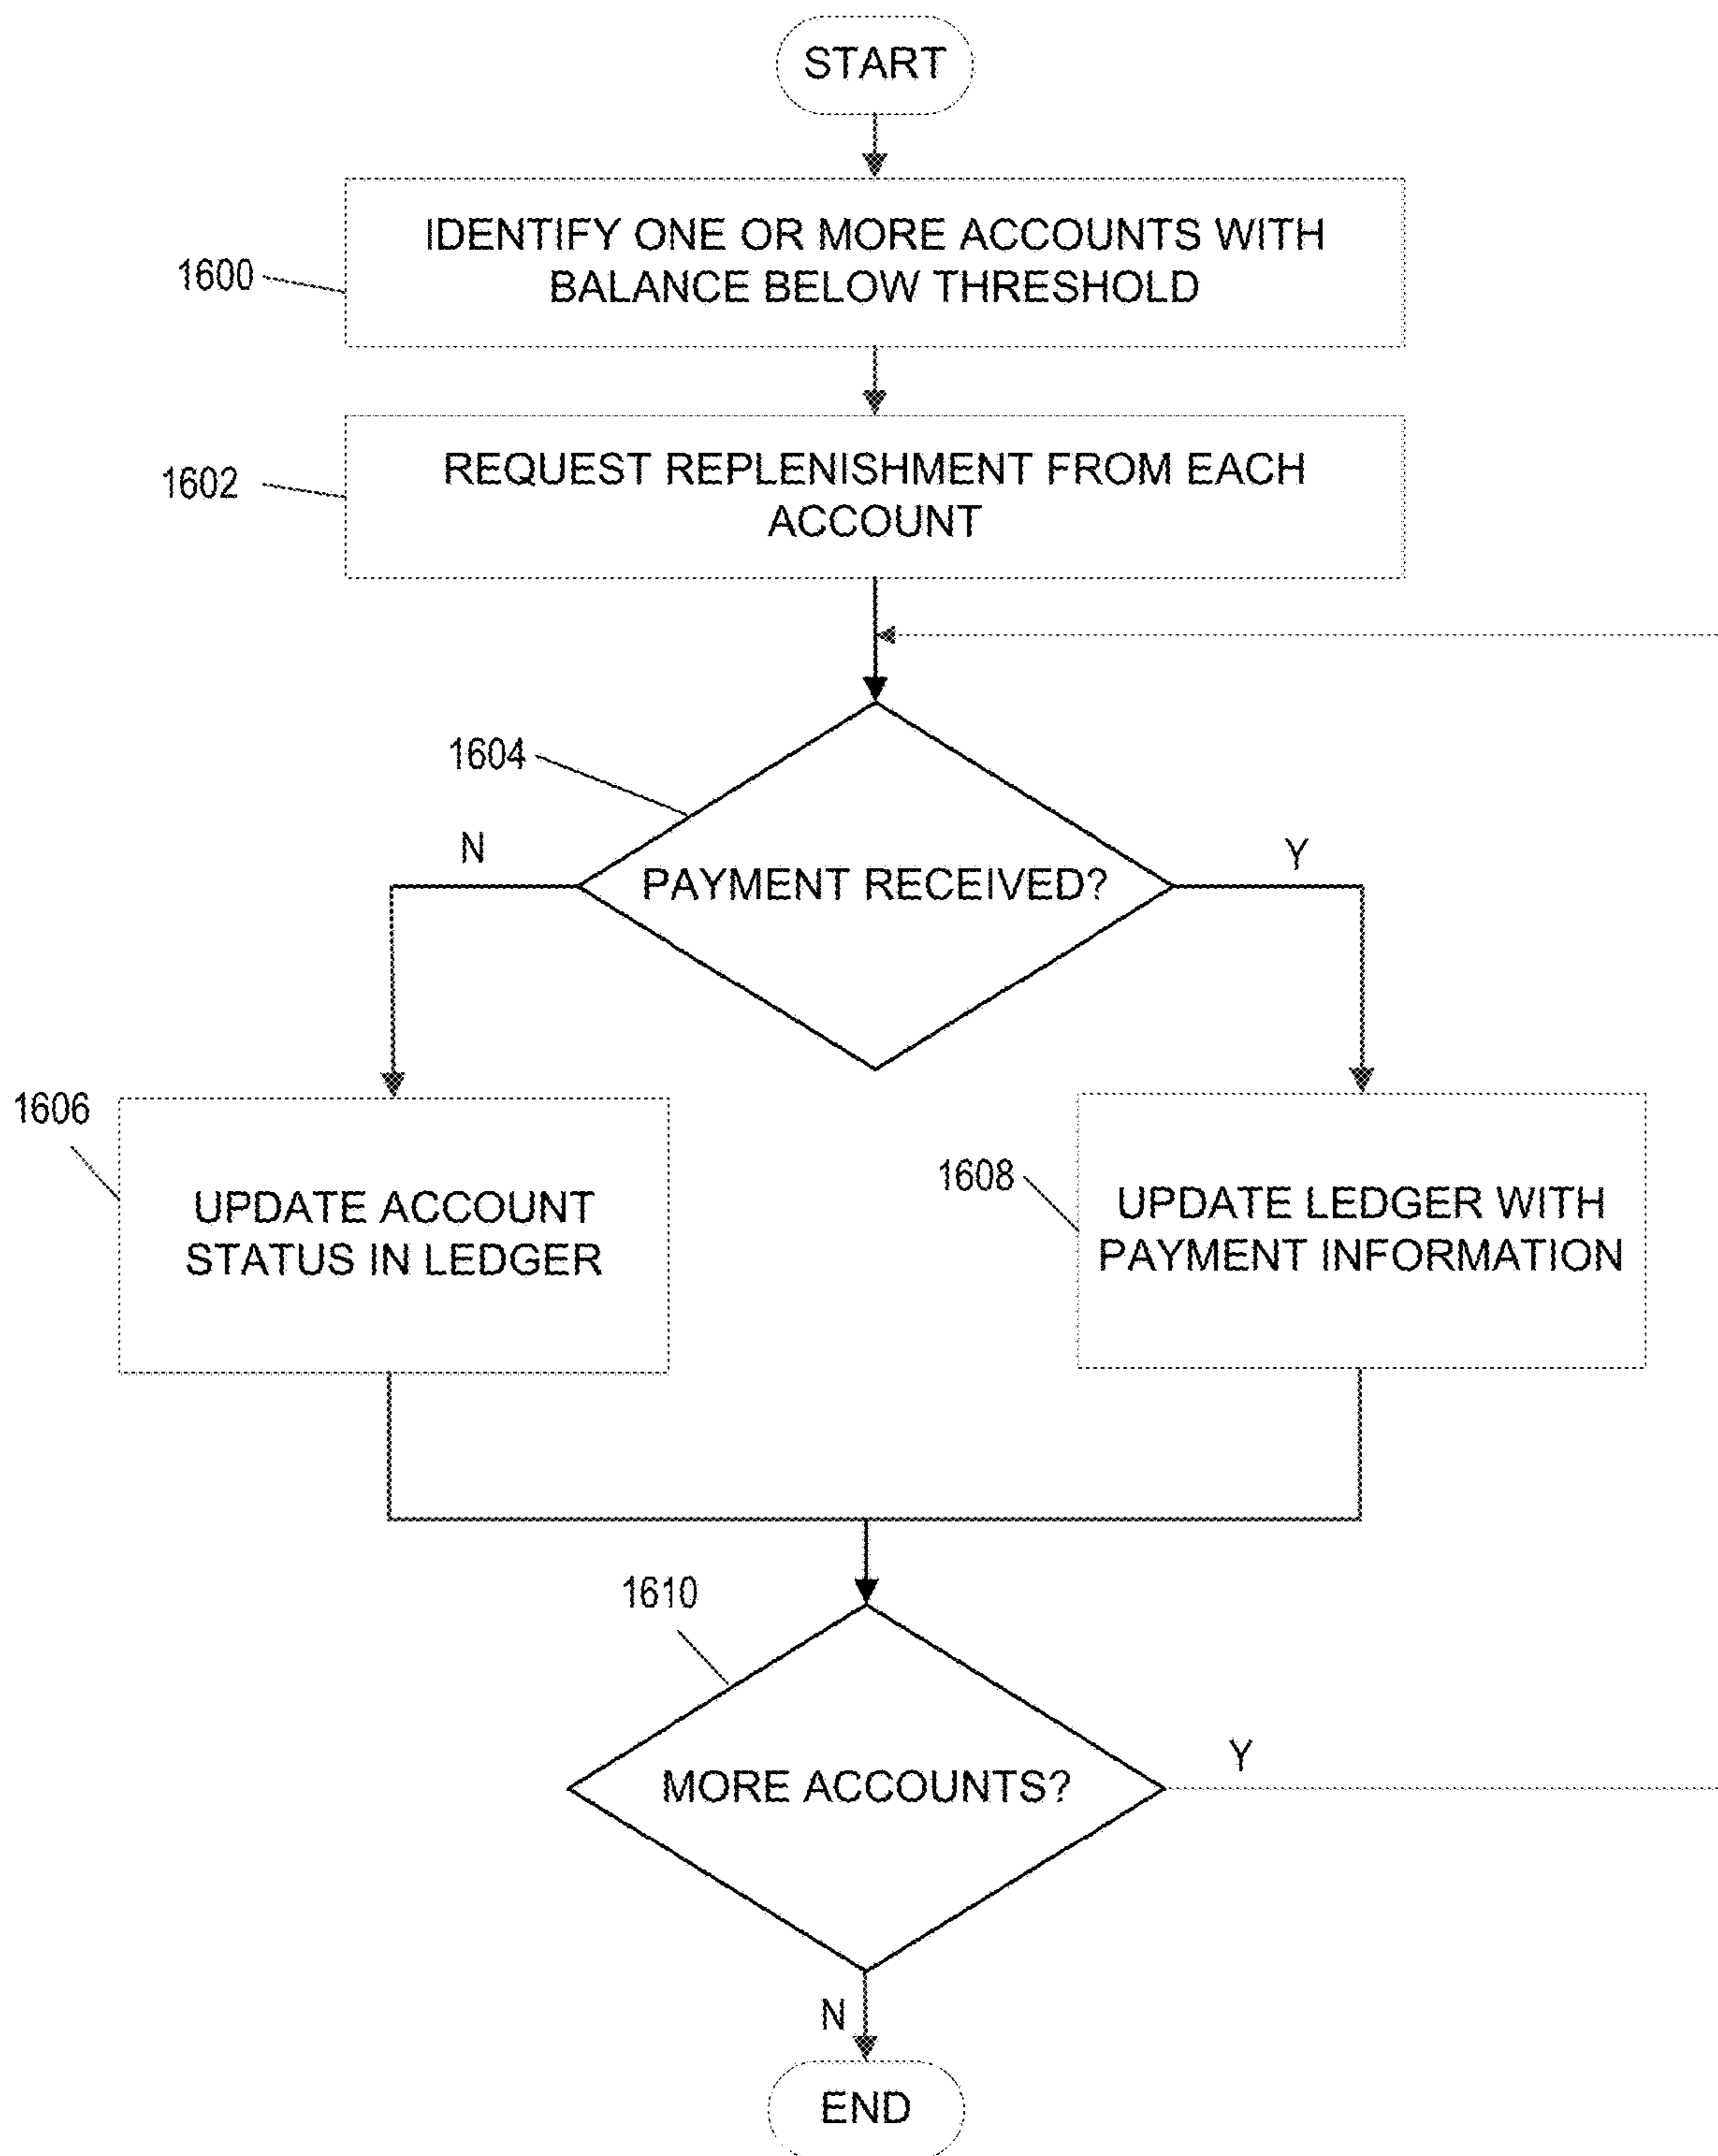 START
IDENTIFY ONE OR MORE ACCOUNTS WITH
BALANCE BELOW THRESHOLD
1600
REQUEST REPLENISHMENT FROM EACH
ACCOUNT
1602
1604
N
Y
PAYMENT RECEIVED?
1606
UPDATE ACCOUNT
STATUS IN LEDGER
1608
UPDATE LEDGER WITH
PAYMENT INFORMATION
1610
MORE ACCOUNTS?
Y
N
END